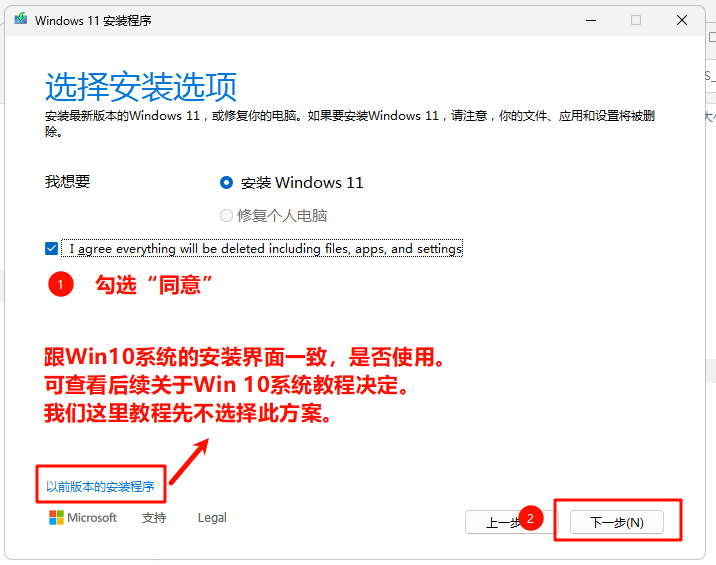 Windows 11 安装程序
选择安装选项
安装最新版本的Windows 11，或修复你的电脑。如果要安装Windows 11，请注意，你的文件、应用和设置将被删
除。
我想要
安装 Windows 11
修复个人电脑
I agree everything will be deleted including files, apps, and settings
1 勾选“同意”
跟Win10系统的安装界面一致，是否使用。
可查看后续关于Win 10系统教程决定。
我们这里教程先不选择此方案。
以前版本的安装程序
Microsoft 支持 Legal
上一步 2 下一步(N)